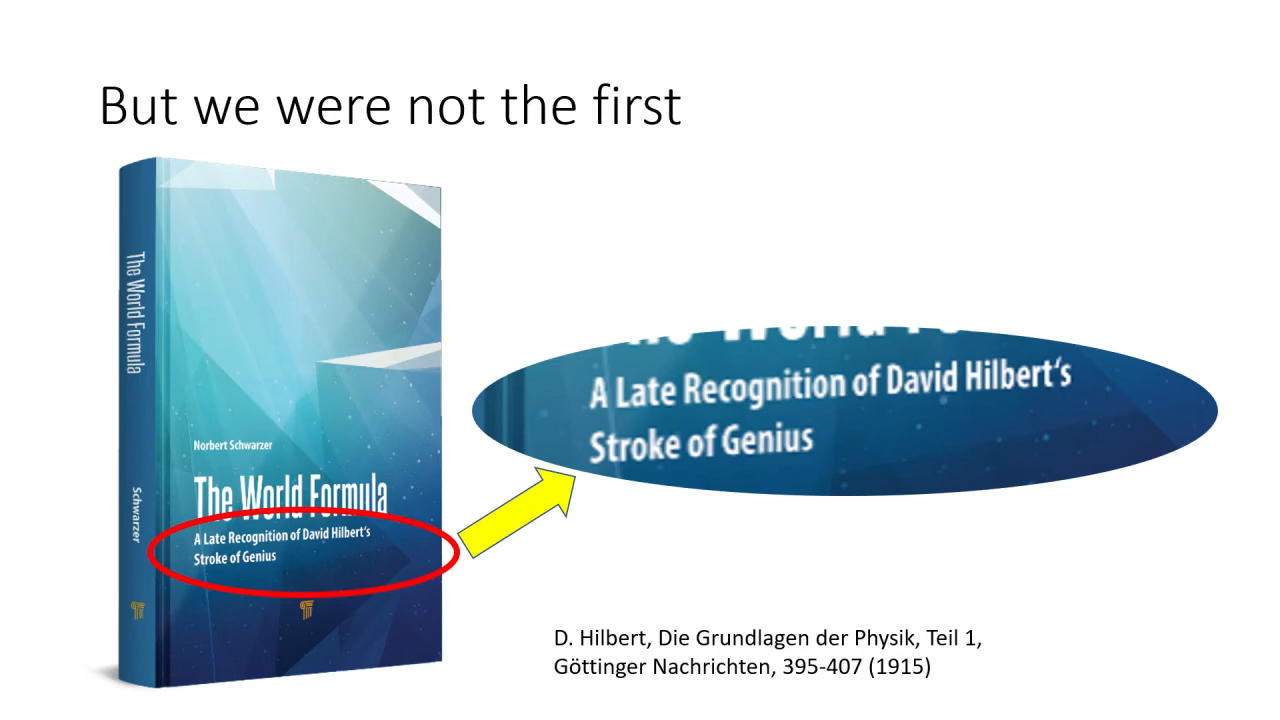 But we were not the first
The World Formula
Schwarzer
Norbert Schwarzer
The World Formula
A Late Recognition of David Hilbert's
Stroke of Genius
A Late Recognition of David Hilbert's
Stroke of Genius
D. Hilbert, Die Grundlagen der Physik, Teil 1,
Göttinger Nachrichten, 395-407 (1915)